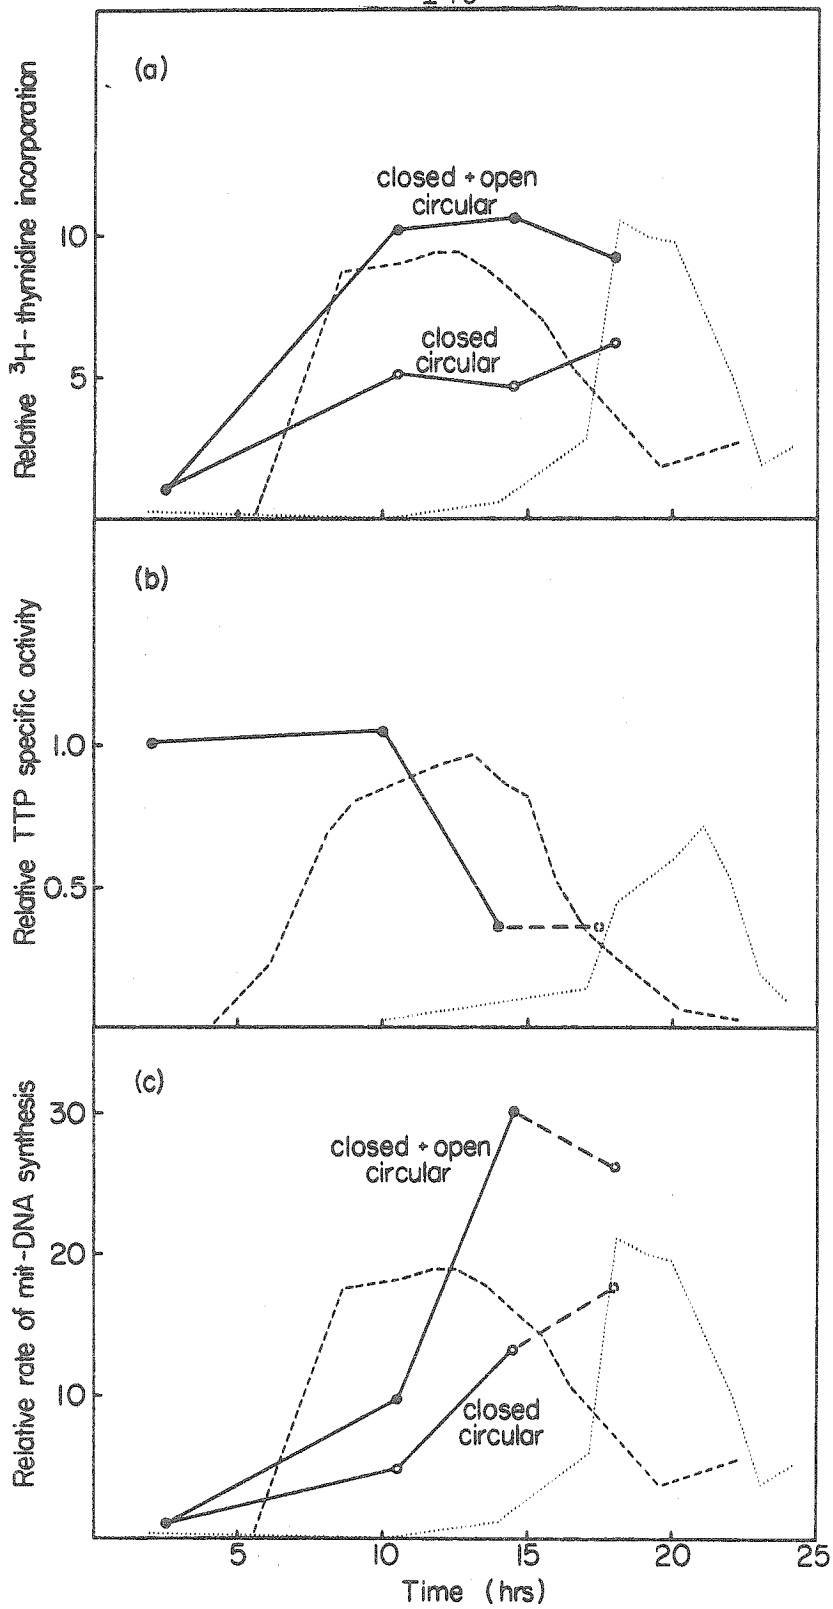 (a)
Relative ³H-thymidine incorporation
closed + open
circular
10
closed
circular
5
(b)
Relative TTP specific activity
1.0
0.5
(c)
Relative rate of mit-DNA synthesis
30
closed + open
circular
20
10
closed
circular
5 10 15 20 25
Time (hrs)